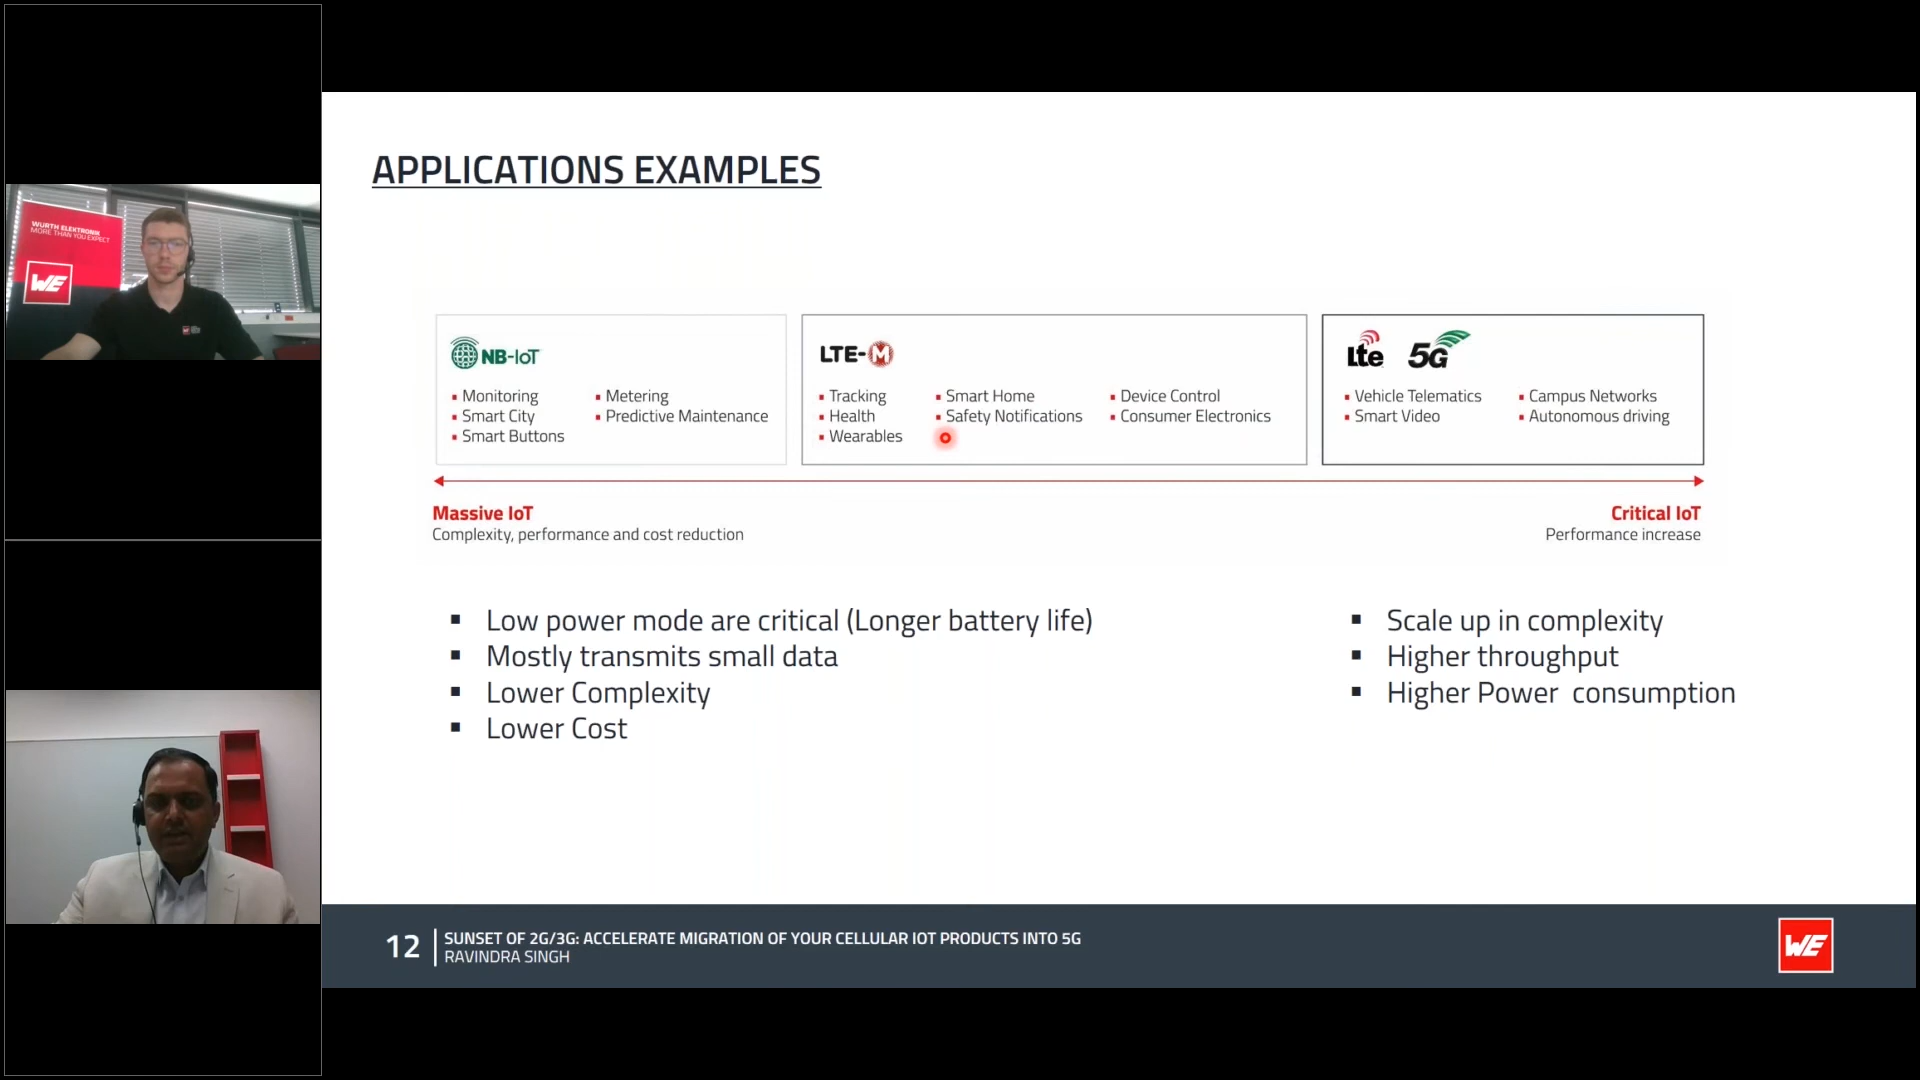 WURTH ELEKTRONIK
MORE THAN YOU EXPECT
WE
APPLICATIONS EXAMPLES
NB-IoT
Monitoring
Smart City
Smart Buttons
Metering
Predictive Maintenance
LTE-M
Tracking
Health
Wearables
Smart Home
Safety Notifications
Device Control
Consumer Electronics
Lte 5G
Vehicle Telematics
Smart Video
Campus Networks
Autonomous driving
Massive IoT
Complexity, performance and cost reduction
Critical IoT
Performance increase
Low power mode are critical (Longer battery life)
Mostly transmits small data
Lower Complexity
Lower Cost
Scale up in complexity
Higher throughput
Higher Power consumption
12
SUNSET OF 2G/3G: ACCELERATE MIGRATION OF YOUR CELLULAR IOT PRODUCTS INTO 5G
RAVINDRA SINGH
WE